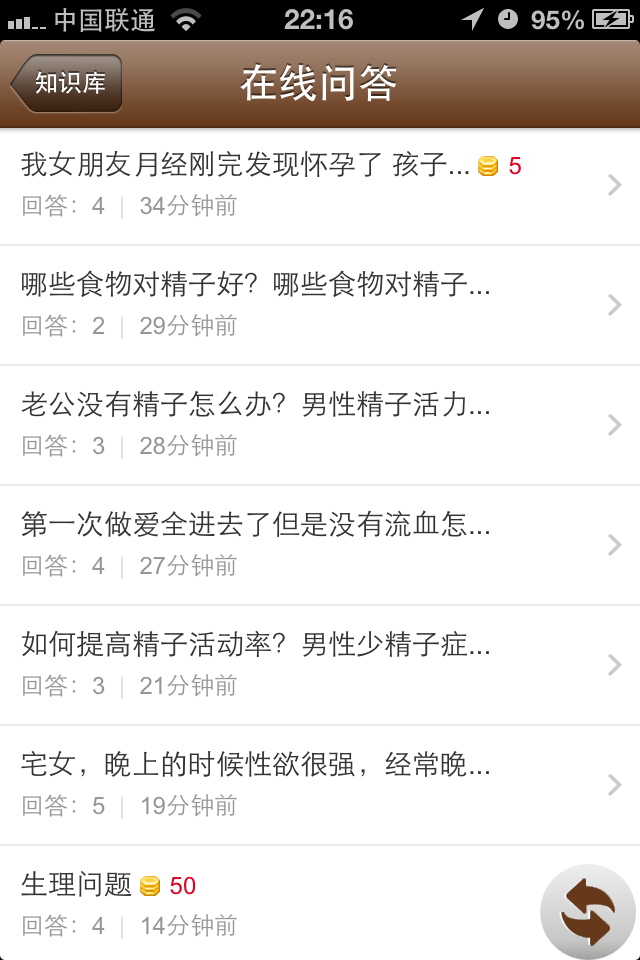 中国联通 22:16 95%
知识库 在线问答
我女朋友月经刚完发现怀孕了 孩子... 5
回答：4 | 34分钟前
哪些食物对精子好？哪些食物对精子...
回答：2 | 29分钟前
老公没有精子怎么办？男性精子活力...
回答：3 | 28分钟前
第一次做爱全进去了但是没有流血怎...
回答：4 | 27分钟前
如何提高精子活动率？男性少精子症...
回答：3 | 21分钟前
宅女，晚上的时候性欲很强，经常晚...
回答：5 | 19分钟前
生理问题 50
回答：4 | 14分钟前